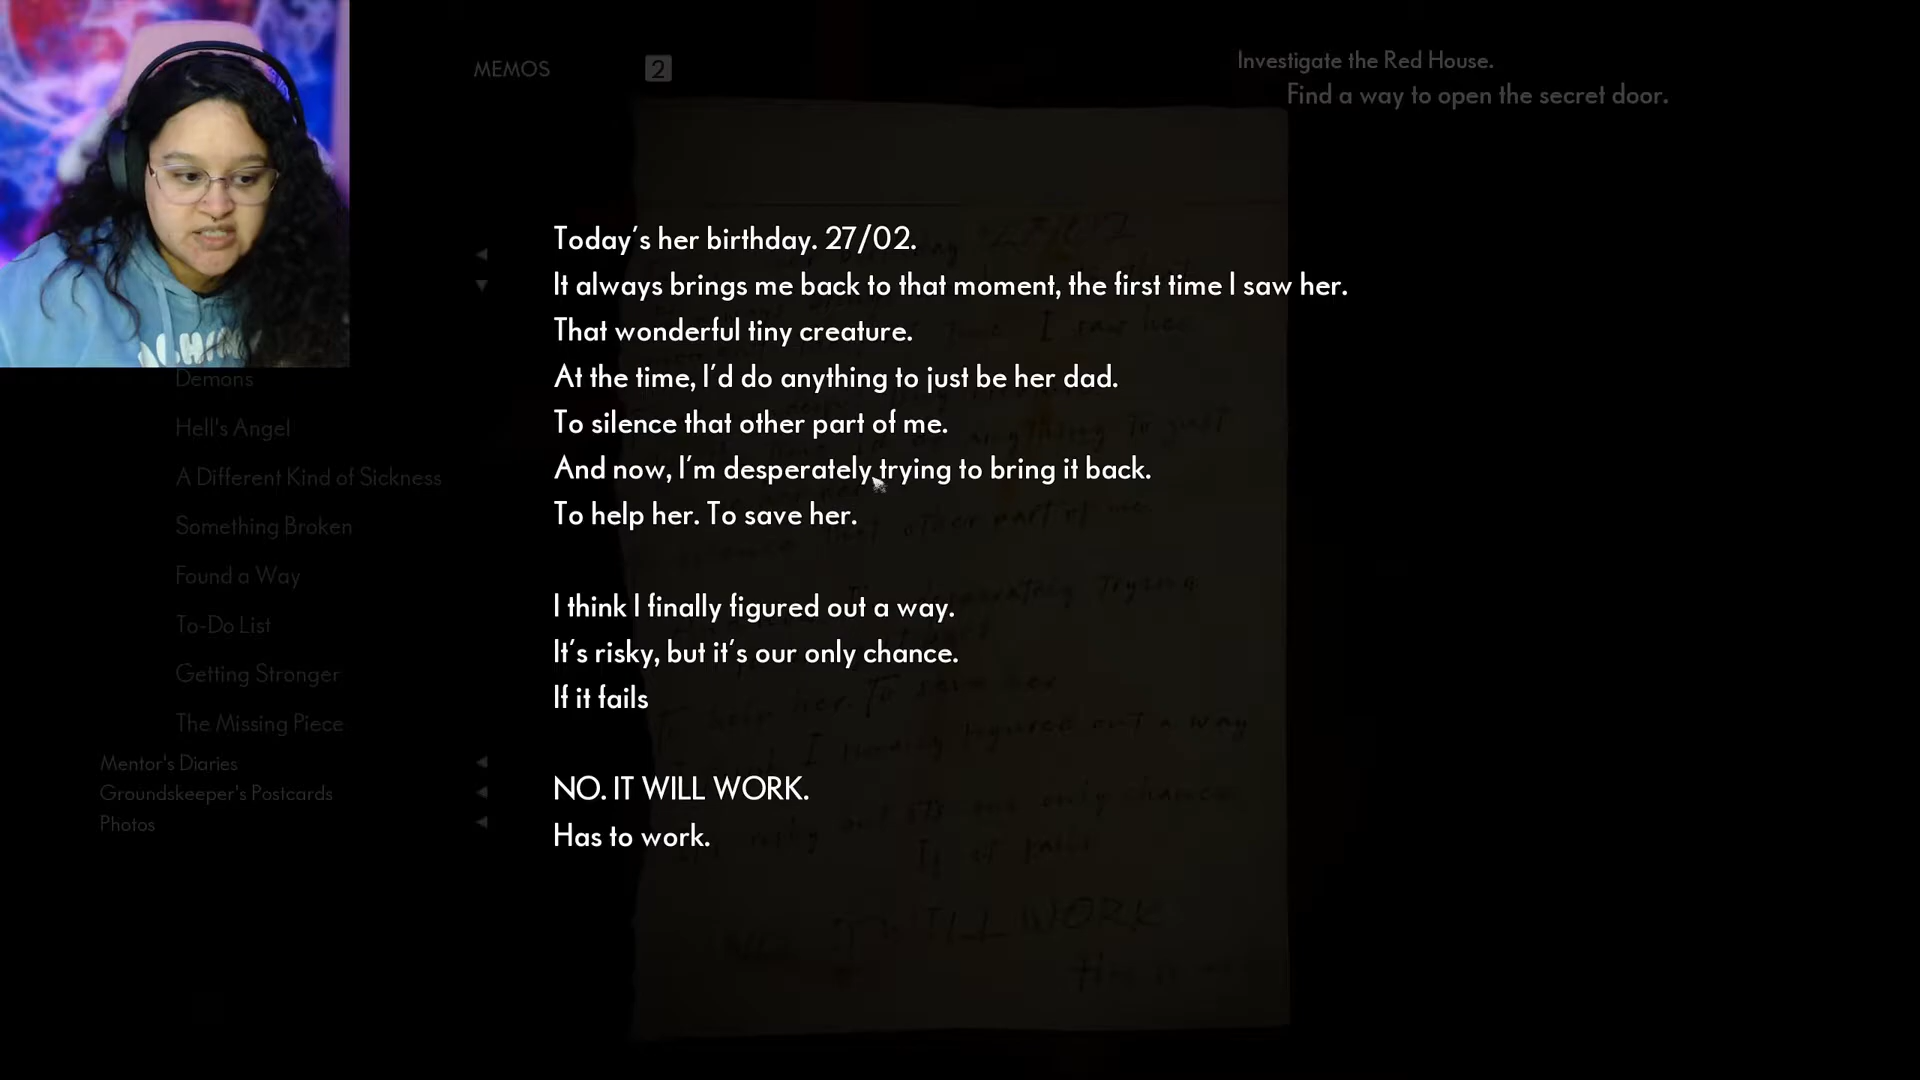 MEMOS 2
Investigate the Red House.
Find a way to open the secret door.
Today's her birthday. 27/02.
It always brings me back to that moment, the first time I saw her.
That wonderful tiny creature.
At the time, I'd do anything to just be her dad.
To silence that other part of me.
And now, I'm desperately trying to bring it back.
To help her. To save her.
I think I finally figured out a way.
It's risky, but it's our only chance.
If it fails
NO. IT WILL WORK.
Has to work.
Demons
Hell's Angel
A Different Kind of Sickness
Something Broken
Found a Way
To-Do List
Getting Stronger
The Missing Piece
Mentor's Diaries
Groundskeeper's Postcards
Photos